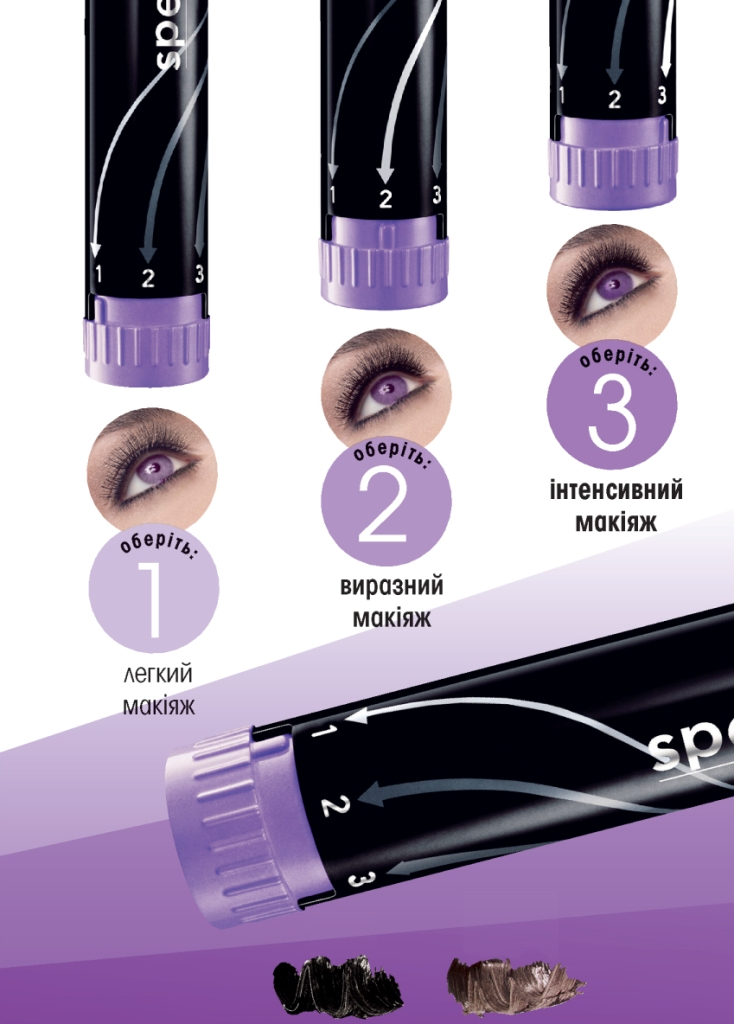 spe
1 2 3
1 2 3
1 2 3
оберіть:
1
легкий
макіяж
оберіть:
2
виразний
макіяж
оберіть:
3
інтенсивний
макіяж
1
2
3
spe